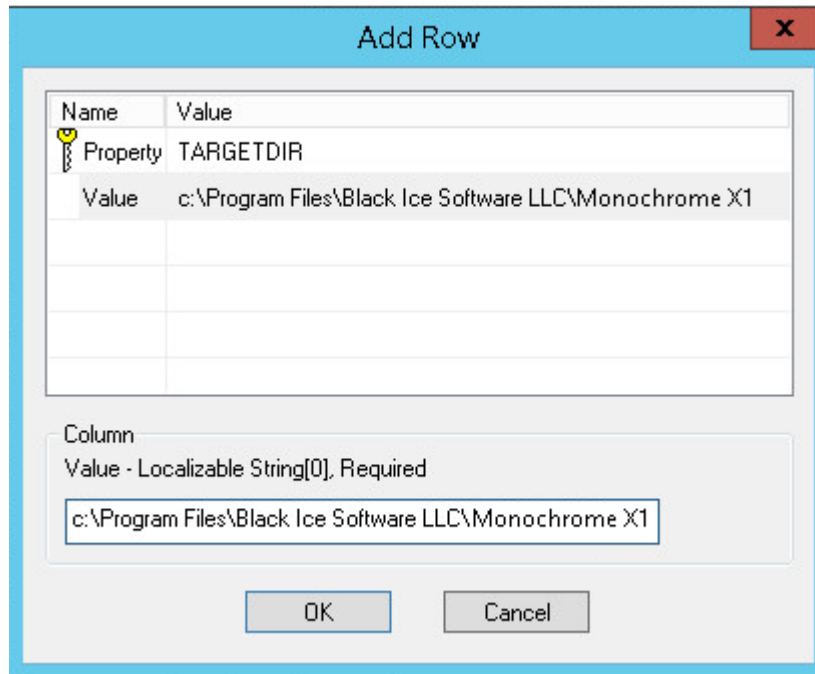 Add Row
x
Name Value
Property TARGETDIR
Value c:\Program Files\Black Ice Software LLC\Monochrome X1
Column
Value - Localizable String[0], Required
c:\Program Files\Black Ice Software LLC\Monochrome X1
OK Cancel